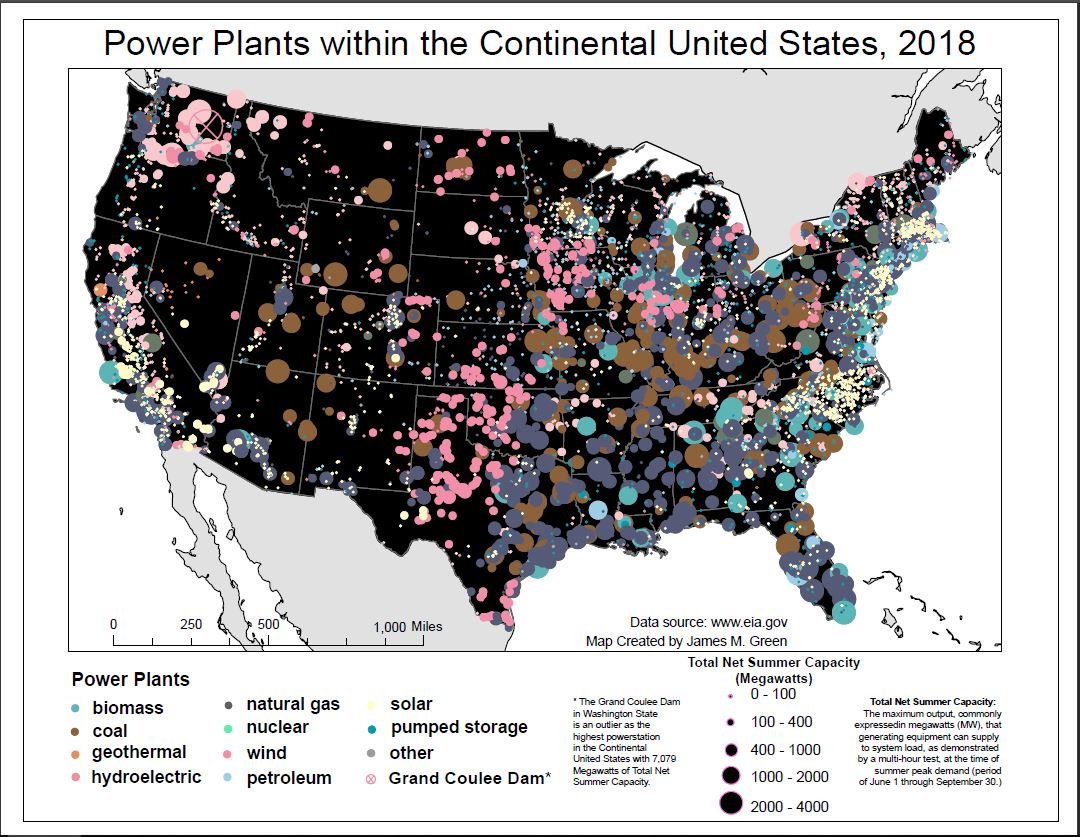 Power Plants within the Continental United States, 2018
0 250 500 1,000 Miles
Data source: www.eia.gov
Map Created by James M. Green
Power Plants
biomass
coal
geothermal
hydroelectric
natural gas
nuclear
wind
petroleum
solar
pumped storage
other
Grand Coulee Dam*
* The Grand Coulee Dam
in Washington State
is an outlier as the
highest powerstation
in the Continental
United States with 7,079
Megawatts of Total Net
Summer Capacity.
Total Net Summer Capacity
(Megawatts)
0 - 100
100 - 400
400 - 1000
1000 - 2000
2000 - 4000
Total Net Summer Capacity:
The maximum output, commonly
expressedin megawatts (MW), that
generating equipment can supply
to system load, as demonstrated
by a multi-hour test, at the time of
summer peak demand (period
of June 1 through September 30.)